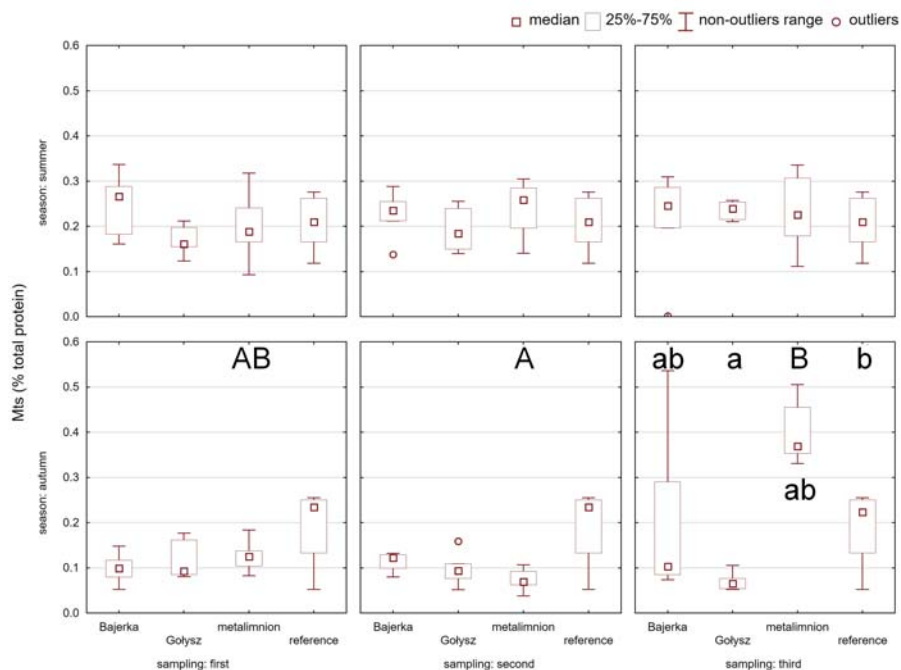 median 25%-75% non-outliers range outliers
Mts (% total protein)
season: summer
0.6
0.5
0.4
0.3
0.2
0.1
0.0
season: autumn
0.6
0.5
0.4
0.3
0.2
0.1
0.0
AB A ab a B b
ab
Bajerka metalimnion Bajerka metalimnion Bajerka metalimnion
Gołysz reference Gołysz reference Gołysz reference
sampling: first sampling: second sampling: third